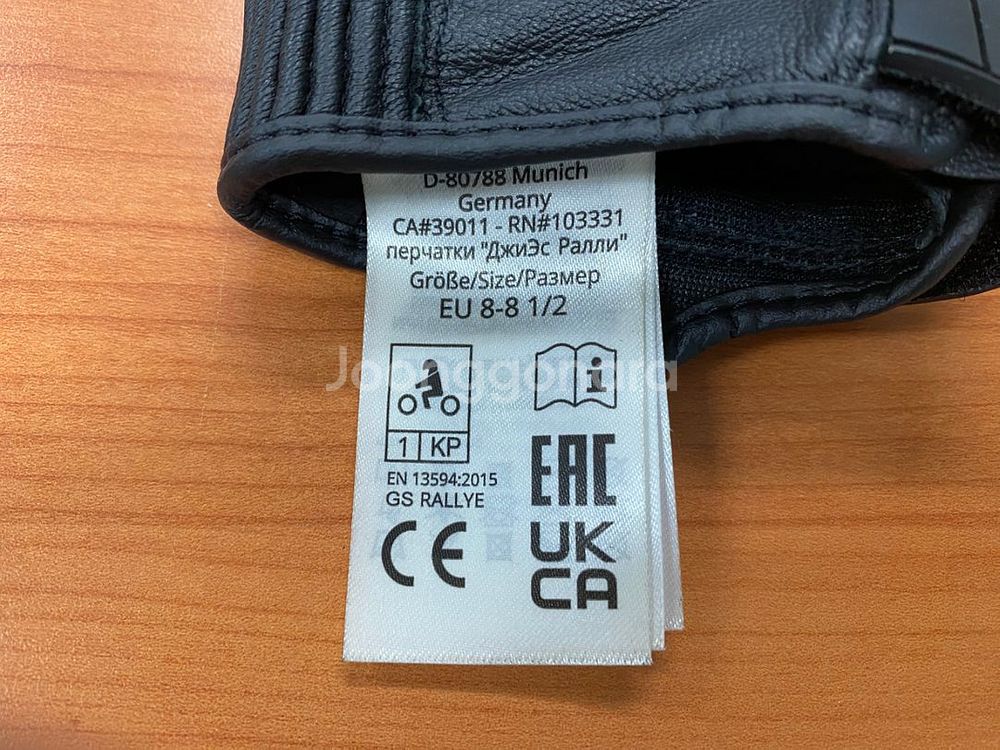 D-80788 Munich
Germany
CA#39011 - RN#103331
перчатки "ДжиЭс Ралли"
Größe/Size/Размер
EU 8-8 1/2
Joonggonara
i
1 KP
EN 13594:2015
GS RALLYE
CE
EAC
UK
CA